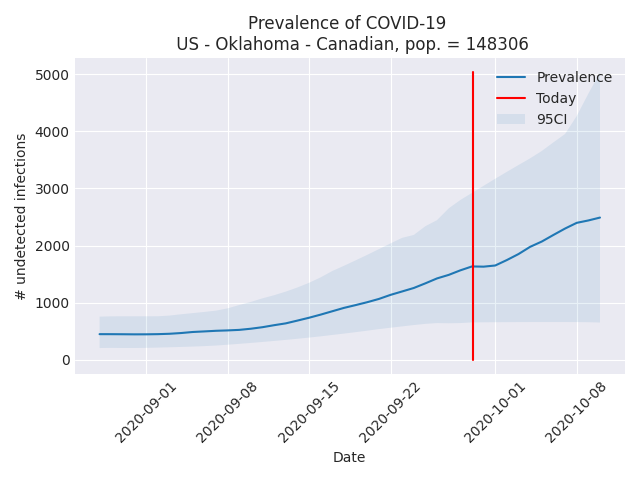 Prevalence of COVID-19
US - Oklahoma - Canadian, pop. = 148306
Prevalence
Today
95CI
5000
4000
3000
2000
1000
0
# undetected infections
2020-09-01
2020-09-08
2020-09-15
2020-09-22
2020-10-01
2020-10-08
Date